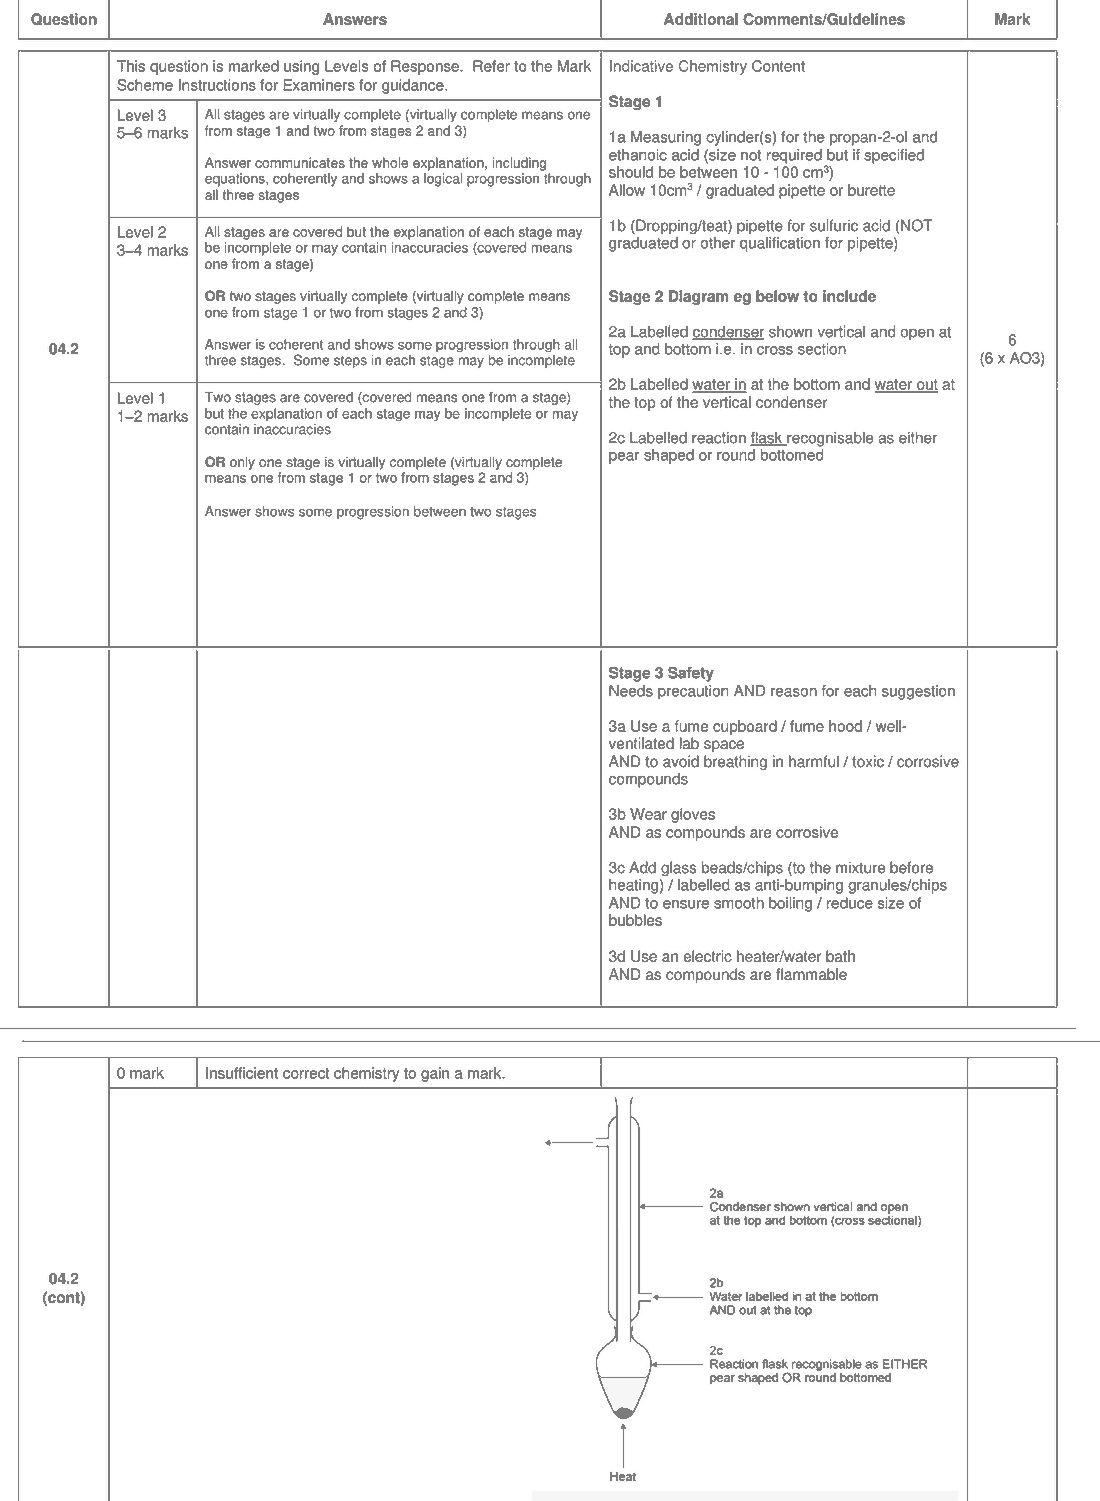 Question Answers Additional Comments/Guidelines Mark
04.2
This question is marked using Levels of Response. Refer to the Mark
Scheme Instructions for Examiners for guidance.
Level 3
5–6 marks
All stages are virtually complete (virtually complete means one
from stage 1 and two from stages 2 and 3)
Answer communicates the whole explanation, including
equations, coherently and shows a logical progression through
all three stages
Level 2
3–4 marks
All stages are covered but the explanation of each stage may
be incomplete or may contain inaccuracies (covered means
one from a stage)
OR two stages virtually complete (virtually complete means
one from stage 1 or two from stages 2 and 3)
Answer is coherent and shows some progression through all
three stages. Some steps in each stage may be incomplete
Level 1
1–2 marks
Two stages are covered (covered means one from a stage)
but the explanation of each stage may be incomplete or may
contain inaccuracies
OR only one stage is virtually complete (virtually complete
means one from stage 1 or two from stages 2 and 3)
Answer shows some progression between two stages
Indicative Chemistry Content
Stage 1
1a Measuring cylinder(s) for the propan-2-ol and
ethanoic acid (size not required but if specified
should be between 10 - 100 cm³)
Allow 10cm³ / graduated pipette or burette
1b (Dropping/teat) pipette for sulfuric acid (NOT
graduated or other qualification for pipette)
Stage 2 Diagram eg below to include
2a Labelled condenser shown vertical and open at
top and bottom i.e. in cross section
2b Labelled water in at the bottom and water out at
the top of the vertical condenser
2c Labelled reaction flask recognisable as either
pear shaped or round bottomed
6
(6 x AO3)
Stage 3 Safety
Needs precaution AND reason for each suggestion
3a Use a fume cupboard / fume hood / well-
ventilated lab space
AND to avoid breathing in harmful / toxic / corrosive
compounds
3b Wear gloves
AND as compounds are corrosive
3c Add glass beads/chips (to the mixture before
heating) / labelled as anti-bumping granules/chips
AND to ensure smooth boiling / reduce size of
bubbles
3d Use an electric heater/water bath
AND as compounds are flammable
04.2
(cont)
0 mark
Insufficient correct chemistry to gain a mark.
2a
Condenser shown vertical and open
at the top and bottom (cross sectional)
2b
Water labelled in at the bottom
AND out at the top
2c
Reaction flask recognisable as EITHER
pear shaped OR round bottomed
Heat